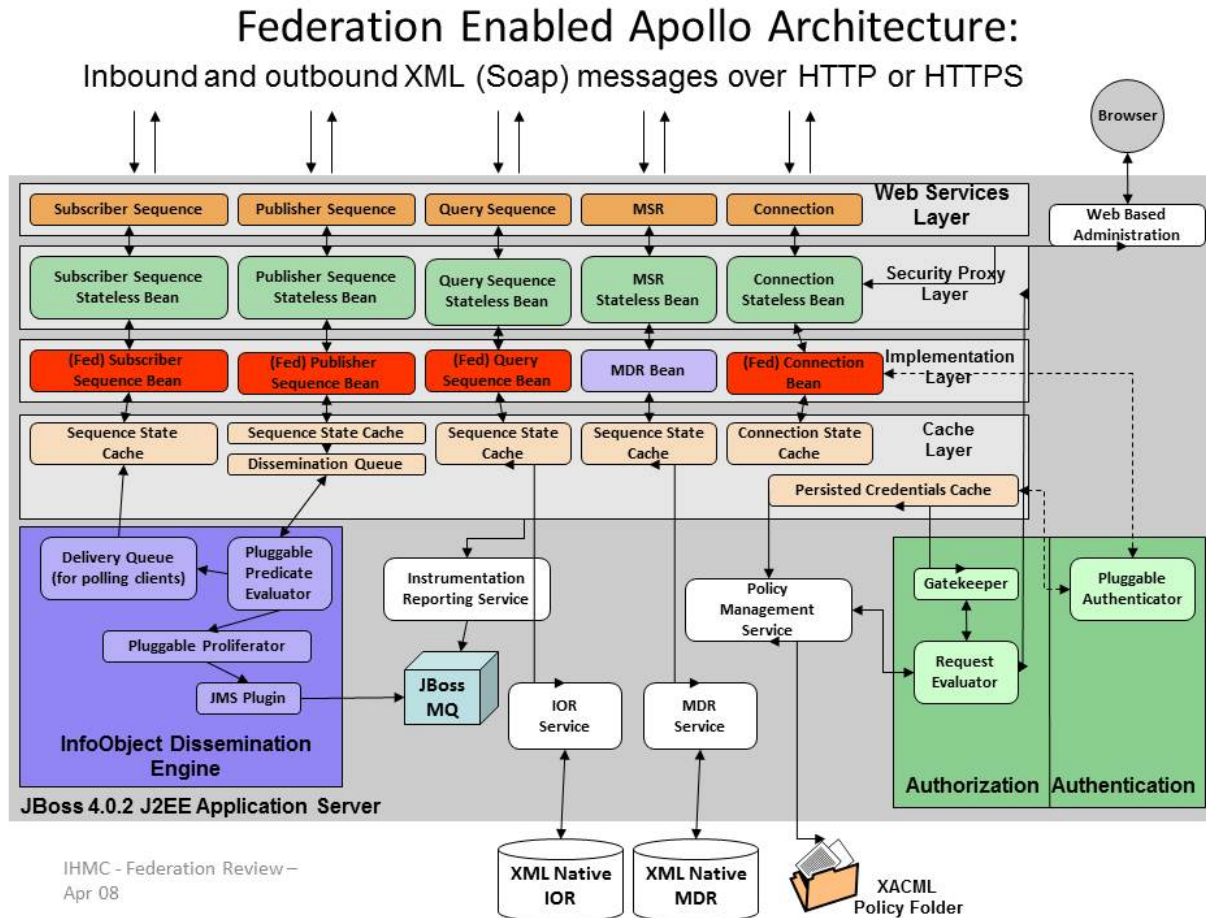 Federation Enabled Apollo Architecture:
Inbound and outbound XML (Soap) messages over HTTP or HTTPS
Browser
Subscriber Sequence
Publisher Sequence
Query Sequence
MSR
Connection
Web Services
Layer
Web Based
Administration
Subscriber Sequence
Stateless Bean
Publisher Sequence
Stateless Bean
Query Sequence
Stateless Bean
MSR
Stateless Bean
Connection
Stateless Bean
Security Proxy
Layer
(Fed) Subscriber
Sequence Bean
(Fed) Publisher
Sequence Bean
(Fed) Query
Sequence Bean
MDR Bean
(Fed) Connection
Bean
Implementation
Layer
Sequence State
Cache
Sequence State Cache
Dissemination Queue
Sequence State
Cache
Sequence State
Cache
Connection State
Cache
Cache
Layer
Persisted Credentials Cache
Delivery Queue
(for polling clients)
Pluggable
Predicate
Evaluator
Instrumentation
Reporting Service
Policy
Management
Service
Gatekeeper
Pluggable
Authenticator
Pluggable Proliferator
JMS Plugin
JBoss
MQ
IOR
Service
MDR
Service
Request
Evaluator
InfoObject Dissemination
Engine
Authorization
Authentication
JBoss 4.0.2 J2EE Application Server
XML Native
IOR
XML Native
MDR
XACML
Policy Folder
IHMC - Federation Review –
Apr 08